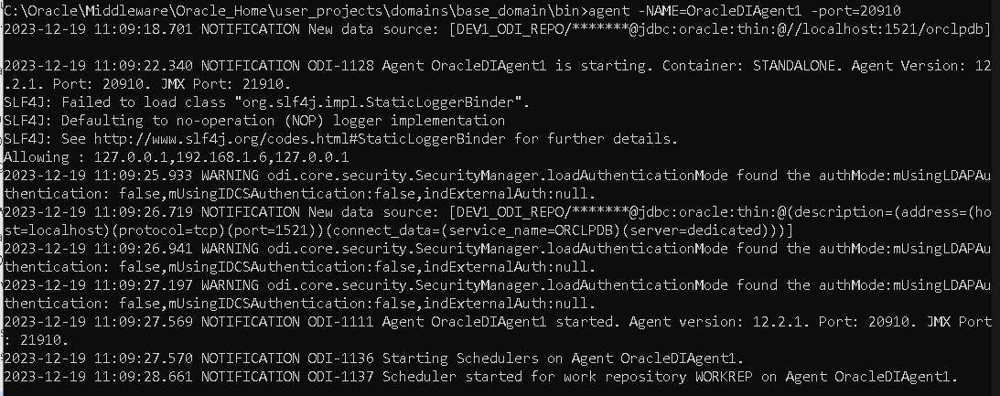 C:\Oracle\Middleware\Oracle_Home\user_projects\domains\base_domain\bin>agent -NAME=OracleDIAgent1 -port=20910
2023-12-19 11:09:18.701 NOTIFICATION New data source: [DEV1_ODI_REPO/*******@jdbc:oracle:thin:@//localhost:1521/orclpdb]
2023-12-19 11:09:22.340 NOTIFICATION ODI-1128 Agent OracleDIAgent1 is starting. Container: STANDALONE. Agent Version: 12
.2.1. Port: 20910. JMX Port: 21910.
SLF4J: Failed to load class "org.slf4j.impl.StaticLoggerBinder".
SLF4J: Defaulting to no-operation (NOP) logger implementation
SLF4J: See http://www.slf4j.org/codes.html#StaticLoggerBinder for further details.
Allowing : 127.0.0.1,192.168.1.6,127.0.0.1
2023-12-19 11:09:25.933 WARNING odi.core.security.SecurityManager.loadAuthenticationMode found the authMode:mUsingLDAPAu
thentication: false,mUsingIDCSAuthentication:false,indExternalAuth:null.
2023-12-19 11:09:26.719 NOTIFICATION New data source: [DEV1_ODI_REPO/*******@jdbc:oracle:thin:@(description=(address=(ho
st=localhost)(protocol=tcp)(port=1521))(connect_data=(service_name=ORCLPDB)(server=dedicated)))]
2023-12-19 11:09:26.941 WARNING odi.core.security.SecurityManager.loadAuthenticationMode found the authMode:mUsingLDAPAu
thentication: false,mUsingIDCSAuthentication:false,indExternalAuth:null.
2023-12-19 11:09:27.197 WARNING odi.core.security.SecurityManager.loadAuthenticationMode found the authMode:mUsingLDAPAu
thentication: false,mUsingIDCSAuthentication:false,indExternalAuth:null.
2023-12-19 11:09:27.569 NOTIFICATION ODI-1111 Agent OracleDIAgent1 started. Agent version: 12.2.1. Port: 20910. JMX Port
: 21910.
2023-12-19 11:09:27.570 NOTIFICATION ODI-1136 Starting Schedulers on Agent OracleDIAgent1.
2023-12-19 11:09:28.661 NOTIFICATION ODI-1137 Scheduler started for work repository WORKREP on Agent OracleDIAgent1.